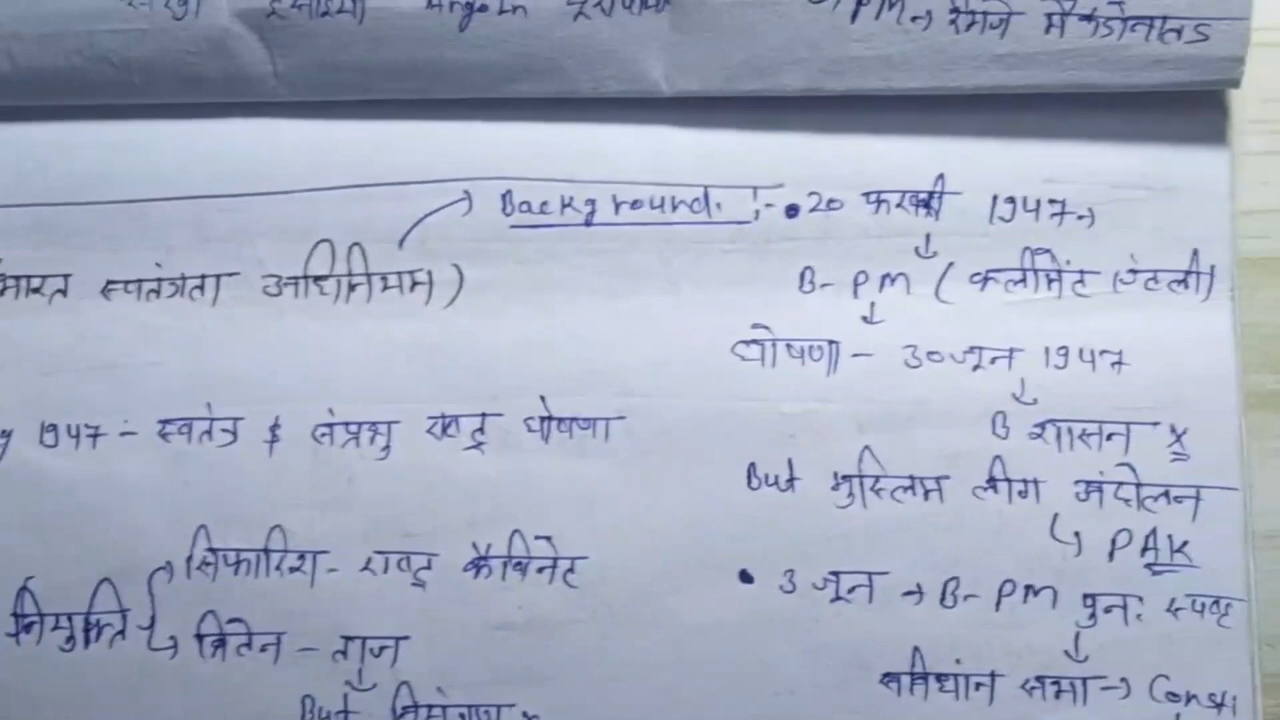 PM → रैमजे मैकडोनाल्ड
→ Background. :- • 20 फरवरी 1947→
↓
B- PM ( क्लीमेंट एटली)
भारत स्वतंत्रता अधिनियम)
↓
घोषणा - 30 जून 1947
↓
B शासन x
1947 - स्वतंत्र & संप्रभु राष्ट्र घोषणा
But मुस्लिम लीग आंदोलन
↳ PAK
सिफारिश - राष्ट्र कैबिनेट
• 3 जून → B- PM पुनः स्पष्ट
नियुक्ति
↳ ब्रिटेन - ताज
↓
संविधान सभा →
But